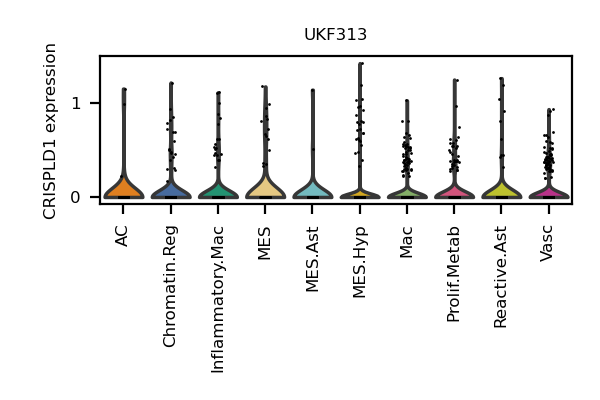 UKF313
CRISPLD1 expression
1
0
AC
Chromatin.Reg
Inflammatory.Mac
MES
MES.Ast
MES.Hyp
Mac
Prolif.Metab
Reactive.Ast
Vasc